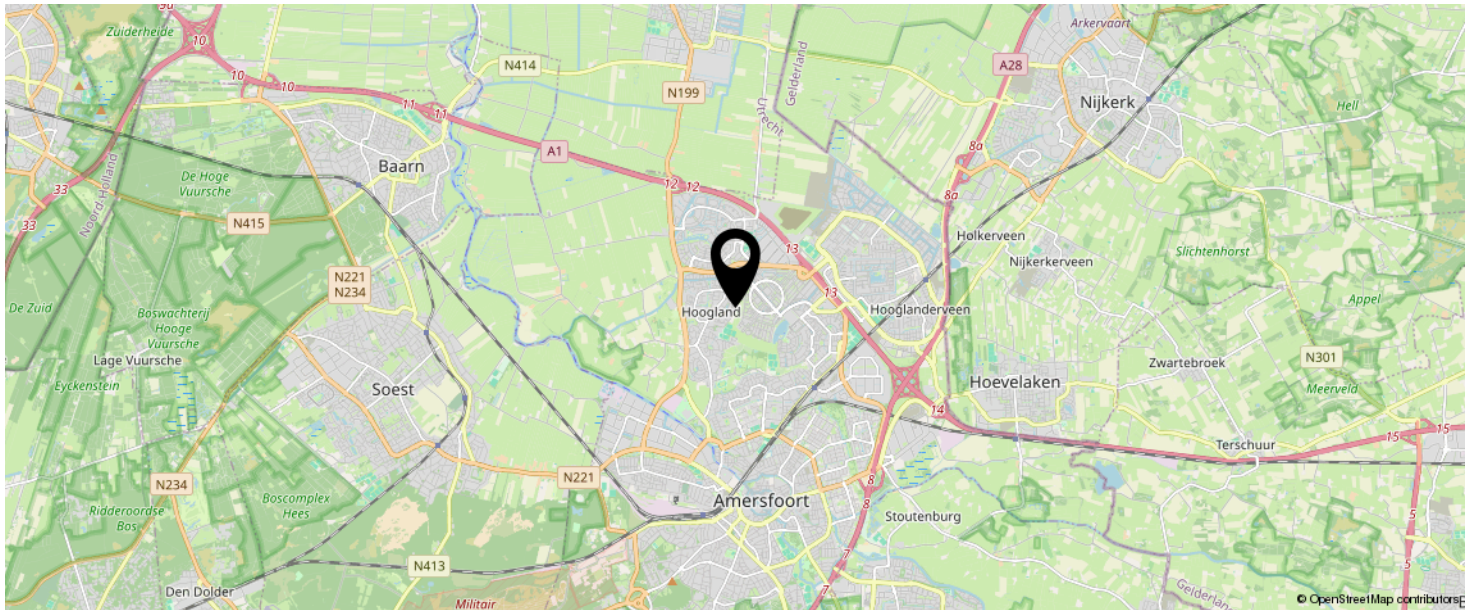 9a
Zuiderheide
10
10
10
11
11
N414
N199
Gelderland
Utrecht
Arkervaart
A28
Nijkerk
Hell
Baarn
A1
8a
8a
De Hoge
Vuursche
Noord-Holland
33
33
12
12
N415
13
Holkerveen
Nijkerkerveen
Slichtenhorst
De Zuid
N221
N234
Boswachterij
Hooge
Vuursche
Hoogland
13
Hooglanderveen
Appel
Lage Vuursche
Eyckenstein
Soest
Zwartebroek
N301
Meerveld
Hoevelaken
14
Terschuur
15
15
N234
Boscomplex
Hees
Ridderoordse
Bos
N221
Amersfoort
8
8
Stoutenburg
5
5
N413
7
7
Den Dolder
Militair
Gelderland
© OpenStreetMap contributors